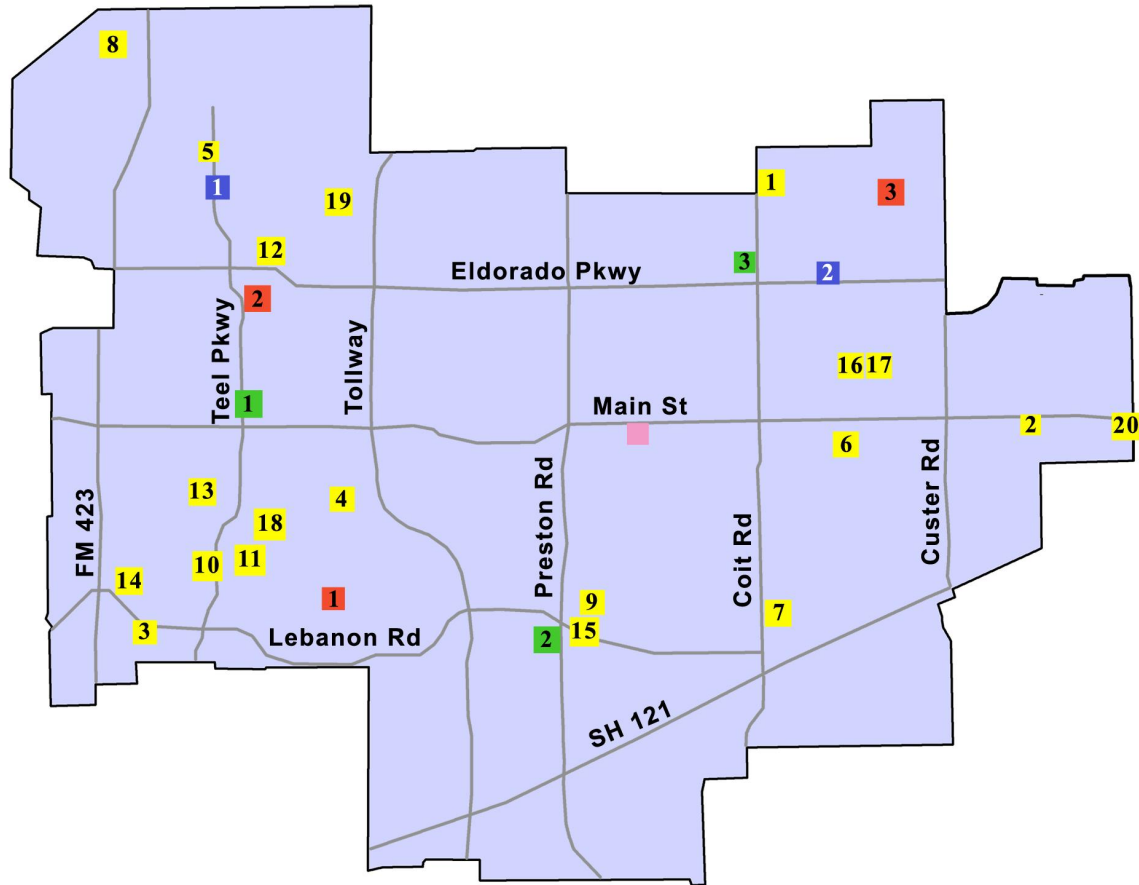 8
5
1
1
19
3
12
3
2
Eldorado Pkwy
2
Teel Pkwy
Tollway
16 17
1
Main St
2
20
6
13
4
18
FM 423
Preston Rd
Coit Rd
Custer Rd
10
11
14
1
9
7
3
Lebanon Rd
2
15
SH 121